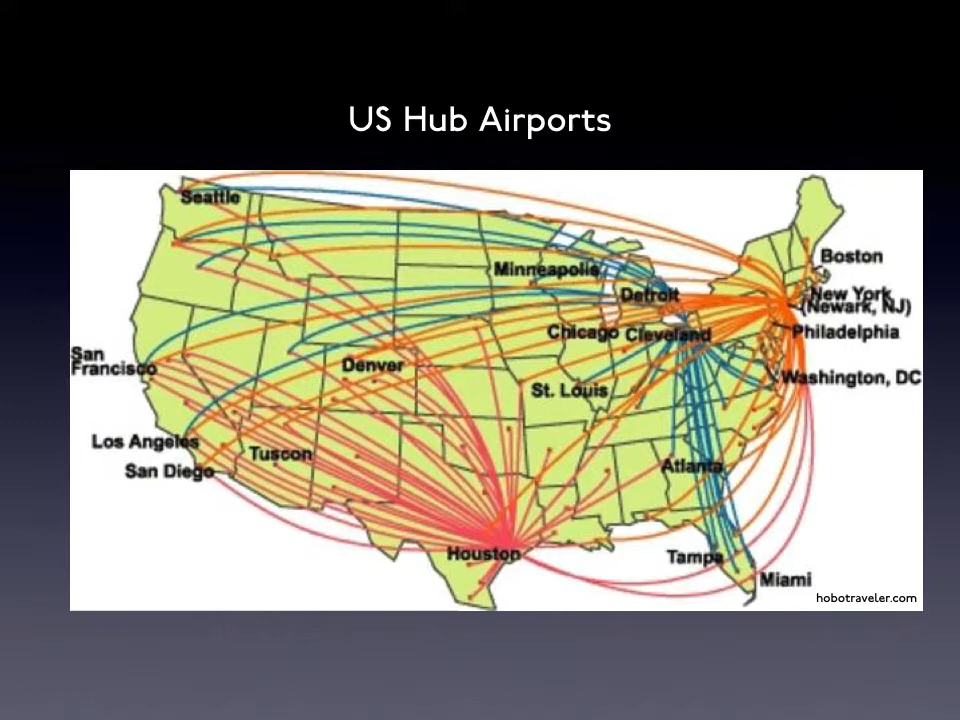 US Hub Airports
Seattle
Boston
Minneapolis
New York
Detroit
(Newark, NJ)
Chicago
Cleveland
Philadelphia
San
Francisco
Denver
Washington, DC
St. Louis
Los Angeles
Tuscon
San Diego
Atlanta
Houston
Tampa
Miami
hobotraveler.com